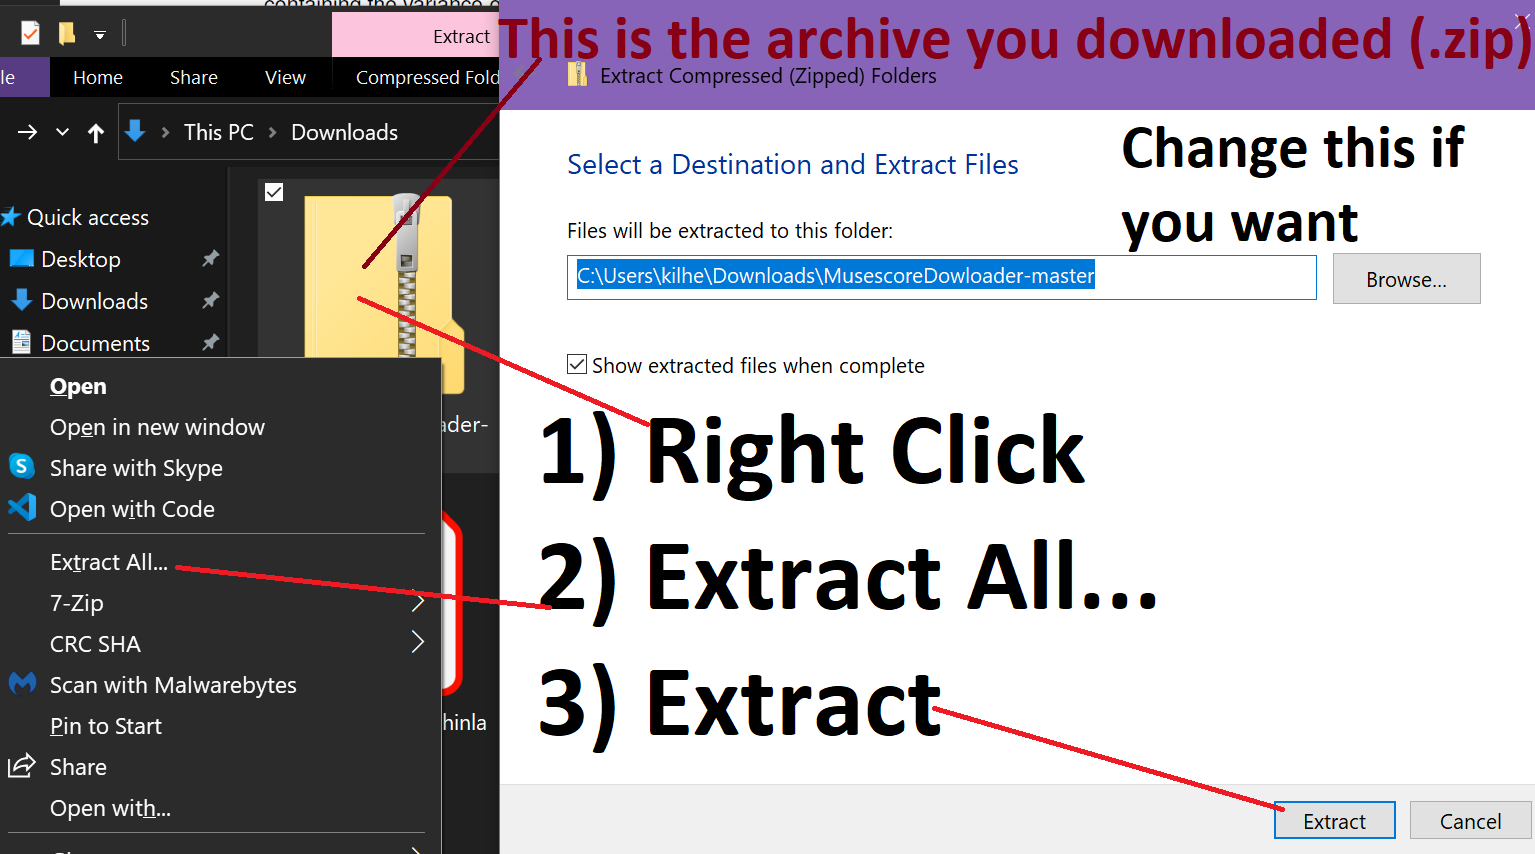 This is the archive you downloaded (.zip)
Extract
Extract Compressed (Zipped) Folders
le
Home
Share
View
Compressed Fold
This PC
Downloads
Change this if
you want
Select a Destination and Extract Files
Files will be extracted to this folder:
C:\Users\kilhe\Downloads\MusescoreDowloader-master
Browse...
Show extracted files when complete
Quick access
Desktop
Downloads
Documents
ader-
Open
Open in new window
Share with Skype
Open with Code
Extract All...
7-Zip
CRC SHA
Scan with Malwarebytes
Pin to Start
Share
Open with...
hinla
1) Right Click
2) Extract All...
3) Extract
Extract
Cancel